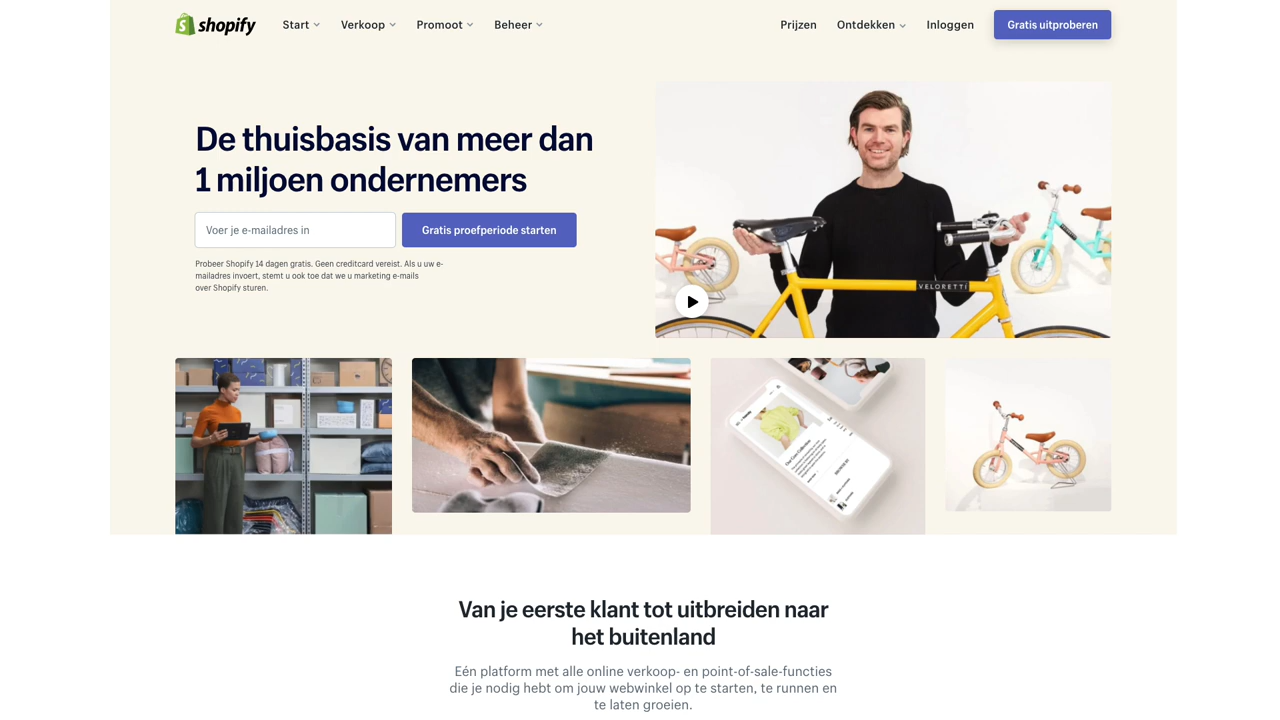 shopify
Start
Verkoop
Promoot
Beheer
Prijzen
Ontdekken
Inloggen
Gratis uitproberen
De thuisbasis van meer dan
1 miljoen ondernemers
Voer je e-mailadres in
Gratis proefperiode starten
Probeer Shopify 14 dagen gratis. Geen creditcard vereist. Als u uw e-
mailadres invoert, stemt u ook toe dat we u marketing e-mails
over Shopify sturen.
VELORETTI
Van je eerste klant tot uitbreiden naar
het buitenland
Eén platform met alle online verkoop- en point-of-sale-functies
die je nodig hebt om jouw webwinkel op te starten, te runnen en
te laten groeien.